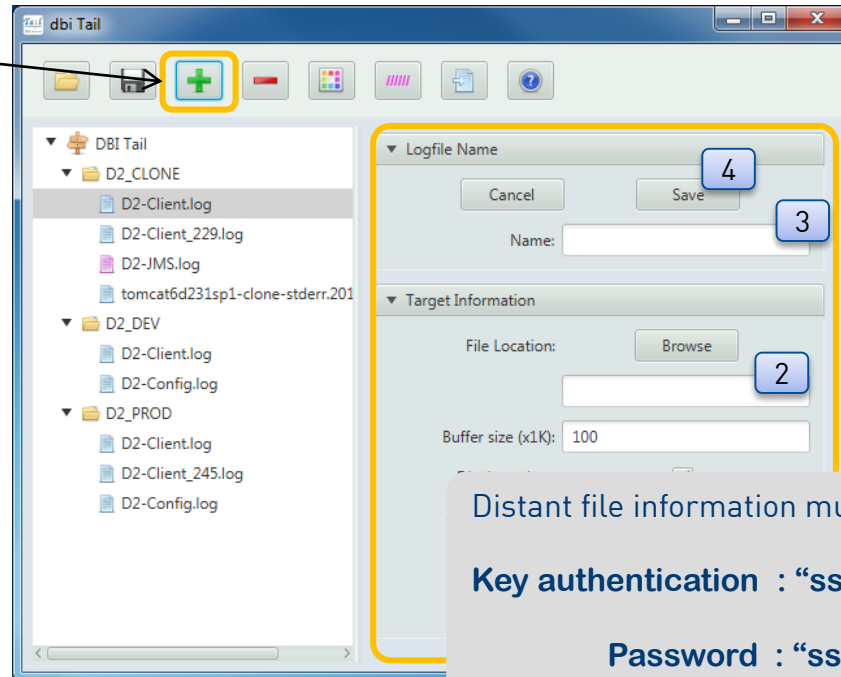 dbi Tail
DBI Tail
D2_CLONE
D2-Client.log
D2-Client_229.log
D2-JMS.log
tomcat6d231sp1-clone-stderr.201
D2_DEV
D2-Client.log
D2-Config.log
D2_PROD
D2-Client.log
D2-Client_245.log
D2-Config.log
Logfile Name
4
Cancel Save
3
Name:
Target Information
File Location: Browse
2
Buffer size (x1K): 100
Distant file information mu
Key authentication : “ss
Password : “ss